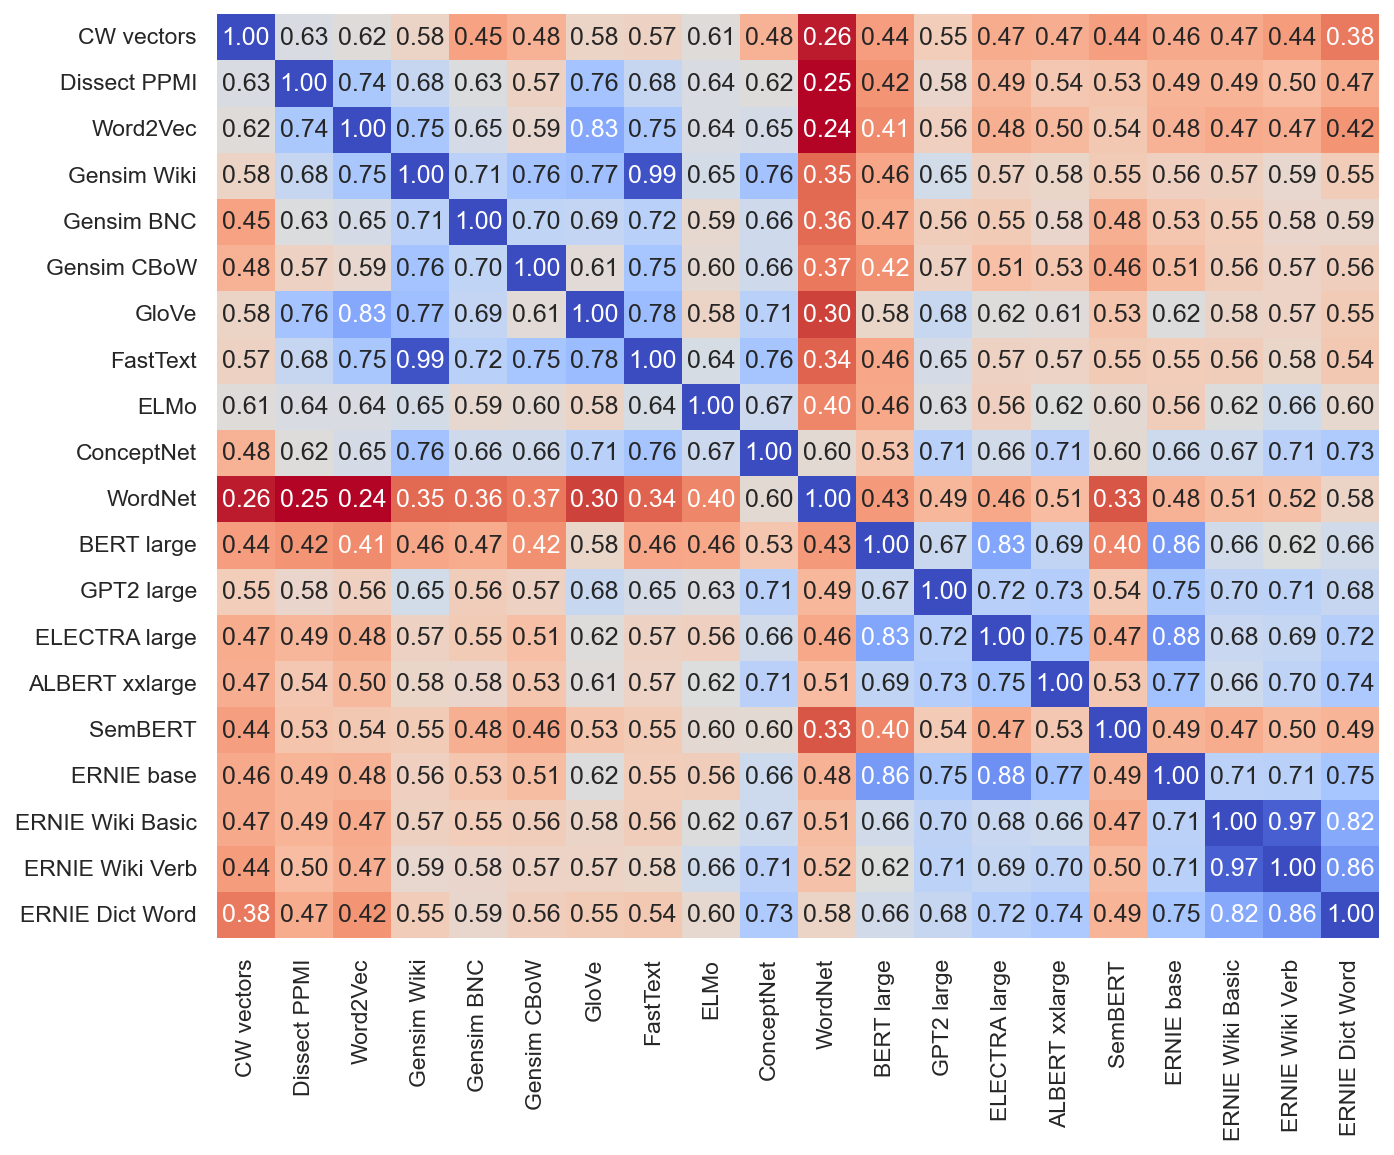 CW vectors 1.00 0.63 0.62 0.58 0.45 0.48 0.58 0.57 0.61 0.48 0.26 0.44 0.55 0.47 0.47 0.44 0.46 0.47 0.44 0.38
Dissect PPMI 0.63 1.00 0.74 0.68 0.63 0.57 0.76 0.68 0.64 0.62 0.25 0.42 0.58 0.49 0.54 0.53 0.49 0.49 0.50 0.47
Word2Vec 0.62 0.74 1.00 0.75 0.65 0.59 0.83 0.75 0.64 0.65 0.24 0.41 0.56 0.48 0.50 0.54 0.48 0.47 0.47 0.42
Gensim Wiki 0.58 0.68 0.75 1.00 0.71 0.76 0.77 0.99 0.65 0.76 0.35 0.46 0.65 0.57 0.58 0.55 0.56 0.57 0.59 0.55
Gensim BNC 0.45 0.63 0.65 0.71 1.00 0.70 0.69 0.72 0.59 0.66 0.36 0.47 0.56 0.55 0.58 0.48 0.53 0.55 0.58 0.59
Gensim CBoW 0.48 0.57 0.59 0.76 0.70 1.00 0.61 0.75 0.60 0.66 0.37 0.42 0.57 0.51 0.53 0.46 0.51 0.56 0.57 0.56
GloVe 0.58 0.76 0.83 0.77 0.69 0.61 1.00 0.78 0.58 0.71 0.30 0.58 0.68 0.62 0.61 0.53 0.62 0.58 0.57 0.55
FastText 0.57 0.68 0.75 0.99 0.72 0.75 0.78 1.00 0.64 0.76 0.34 0.46 0.65 0.57 0.57 0.55 0.55 0.56 0.58 0.54
ELMo 0.61 0.64 0.64 0.65 0.59 0.60 0.58 0.64 1.00 0.67 0.40 0.46 0.63 0.56 0.62 0.60 0.56 0.62 0.66 0.60
ConceptNet 0.48 0.62 0.65 0.76 0.66 0.66 0.71 0.76 0.67 1.00 0.60 0.53 0.71 0.66 0.71 0.60 0.66 0.67 0.71 0.73
WordNet 0.26 0.25 0.24 0.35 0.36 0.37 0.30 0.34 0.40 0.60 1.00 0.43 0.49 0.46 0.51 0.33 0.48 0.51 0.52 0.58
BERT large 0.44 0.42 0.41 0.46 0.47 0.42 0.58 0.46 0.46 0.53 0.43 1.00 0.67 0.83 0.69 0.40 0.86 0.66 0.62 0.66
GPT2 large 0.55 0.58 0.56 0.65 0.56 0.57 0.68 0.65 0.63 0.71 0.49 0.67 1.00 0.72 0.73 0.54 0.75 0.70 0.71 0.68
ELECTRA large 0.47 0.49 0.48 0.57 0.55 0.51 0.62 0.57 0.56 0.66 0.46 0.83 0.72 1.00 0.75 0.47 0.88 0.68 0.69 0.72
ALBERT xxlarge 0.47 0.54 0.50 0.58 0.58 0.53 0.61 0.57 0.62 0.71 0.51 0.69 0.73 0.75 1.00 0.53 0.77 0.66 0.70 0.74
SemBERT 0.44 0.53 0.54 0.55 0.48 0.46 0.53 0.55 0.60 0.60 0.33 0.40 0.54 0.47 0.53 1.00 0.49 0.47 0.50 0.49
ERNIE base 0.46 0.49 0.48 0.56 0.53 0.51 0.62 0.55 0.56 0.66 0.48 0.86 0.75 0.88 0.77 0.49 1.00 0.71 0.71 0.75
ERNIE Wiki Basic 0.47 0.49 0.47 0.57 0.55 0.56 0.58 0.56 0.62 0.67 0.51 0.66 0.70 0.68 0.66 0.47 0.71 1.00 0.97 0.82
ERNIE Wiki Verb 0.44 0.50 0.47 0.59 0.58 0.57 0.57 0.58 0.66 0.71 0.52 0.62 0.71 0.69 0.70 0.50 0.71 0.97 1.00 0.86
ERNIE Dict Word 0.38 0.47 0.42 0.55 0.59 0.56 0.55 0.54 0.60 0.73 0.58 0.66 0.68 0.72 0.74 0.49 0.75 0.82 0.86 1.00
CW vectors
Dissect PPMI
Word2Vec
Gensim Wiki
Gensim BNC
Gensim CBoW
GloVe
FastText
ELMo
ConceptNet
WordNet
BERT large
GPT2 large
ELECTRA large
ALBERT xxlarge
SemBERT
ERNIE base
ERNIE Wiki Basic
ERNIE Wiki Verb
ERNIE Dict Word